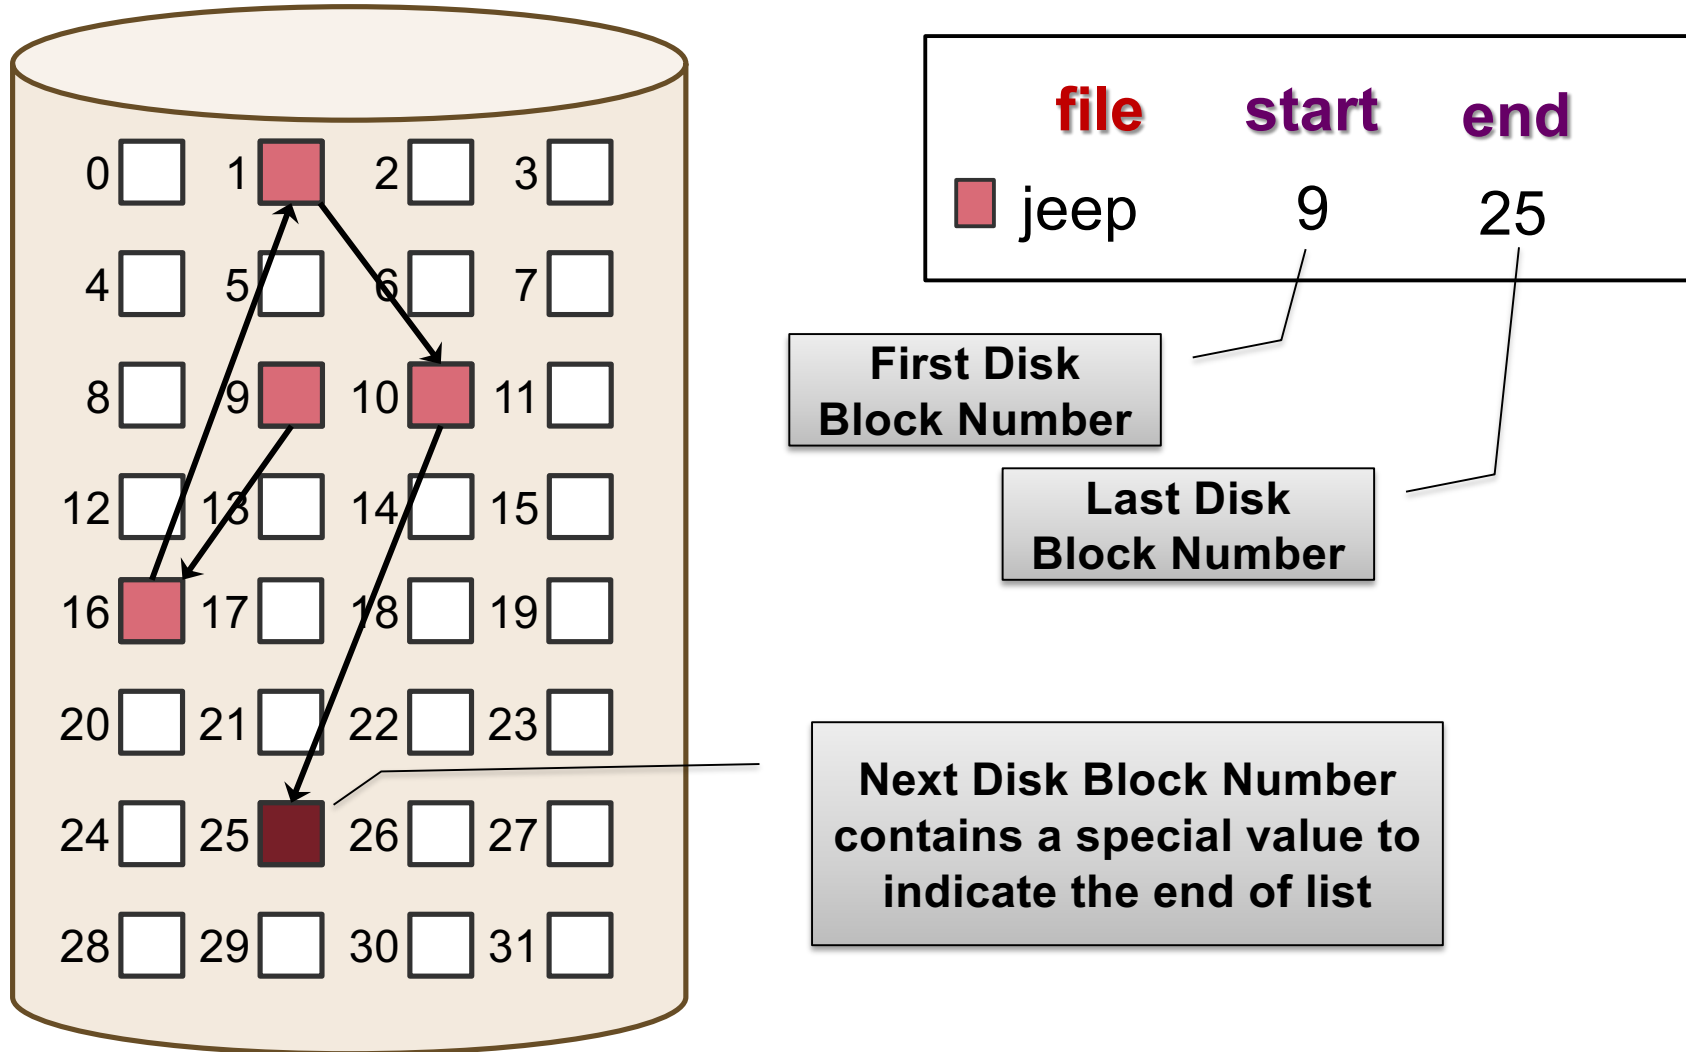 0 1 2 3
4 5 6 7
8 9 10 11
12 13 14 15
16 17 18 19
20 21 22 23
24 25 26 27
28 29 30 31
file start end
jeep 9 25
First Disk
Block Number
Last Disk
Block Number
Next Disk Block Number
contains a special value to
indicate the end of list